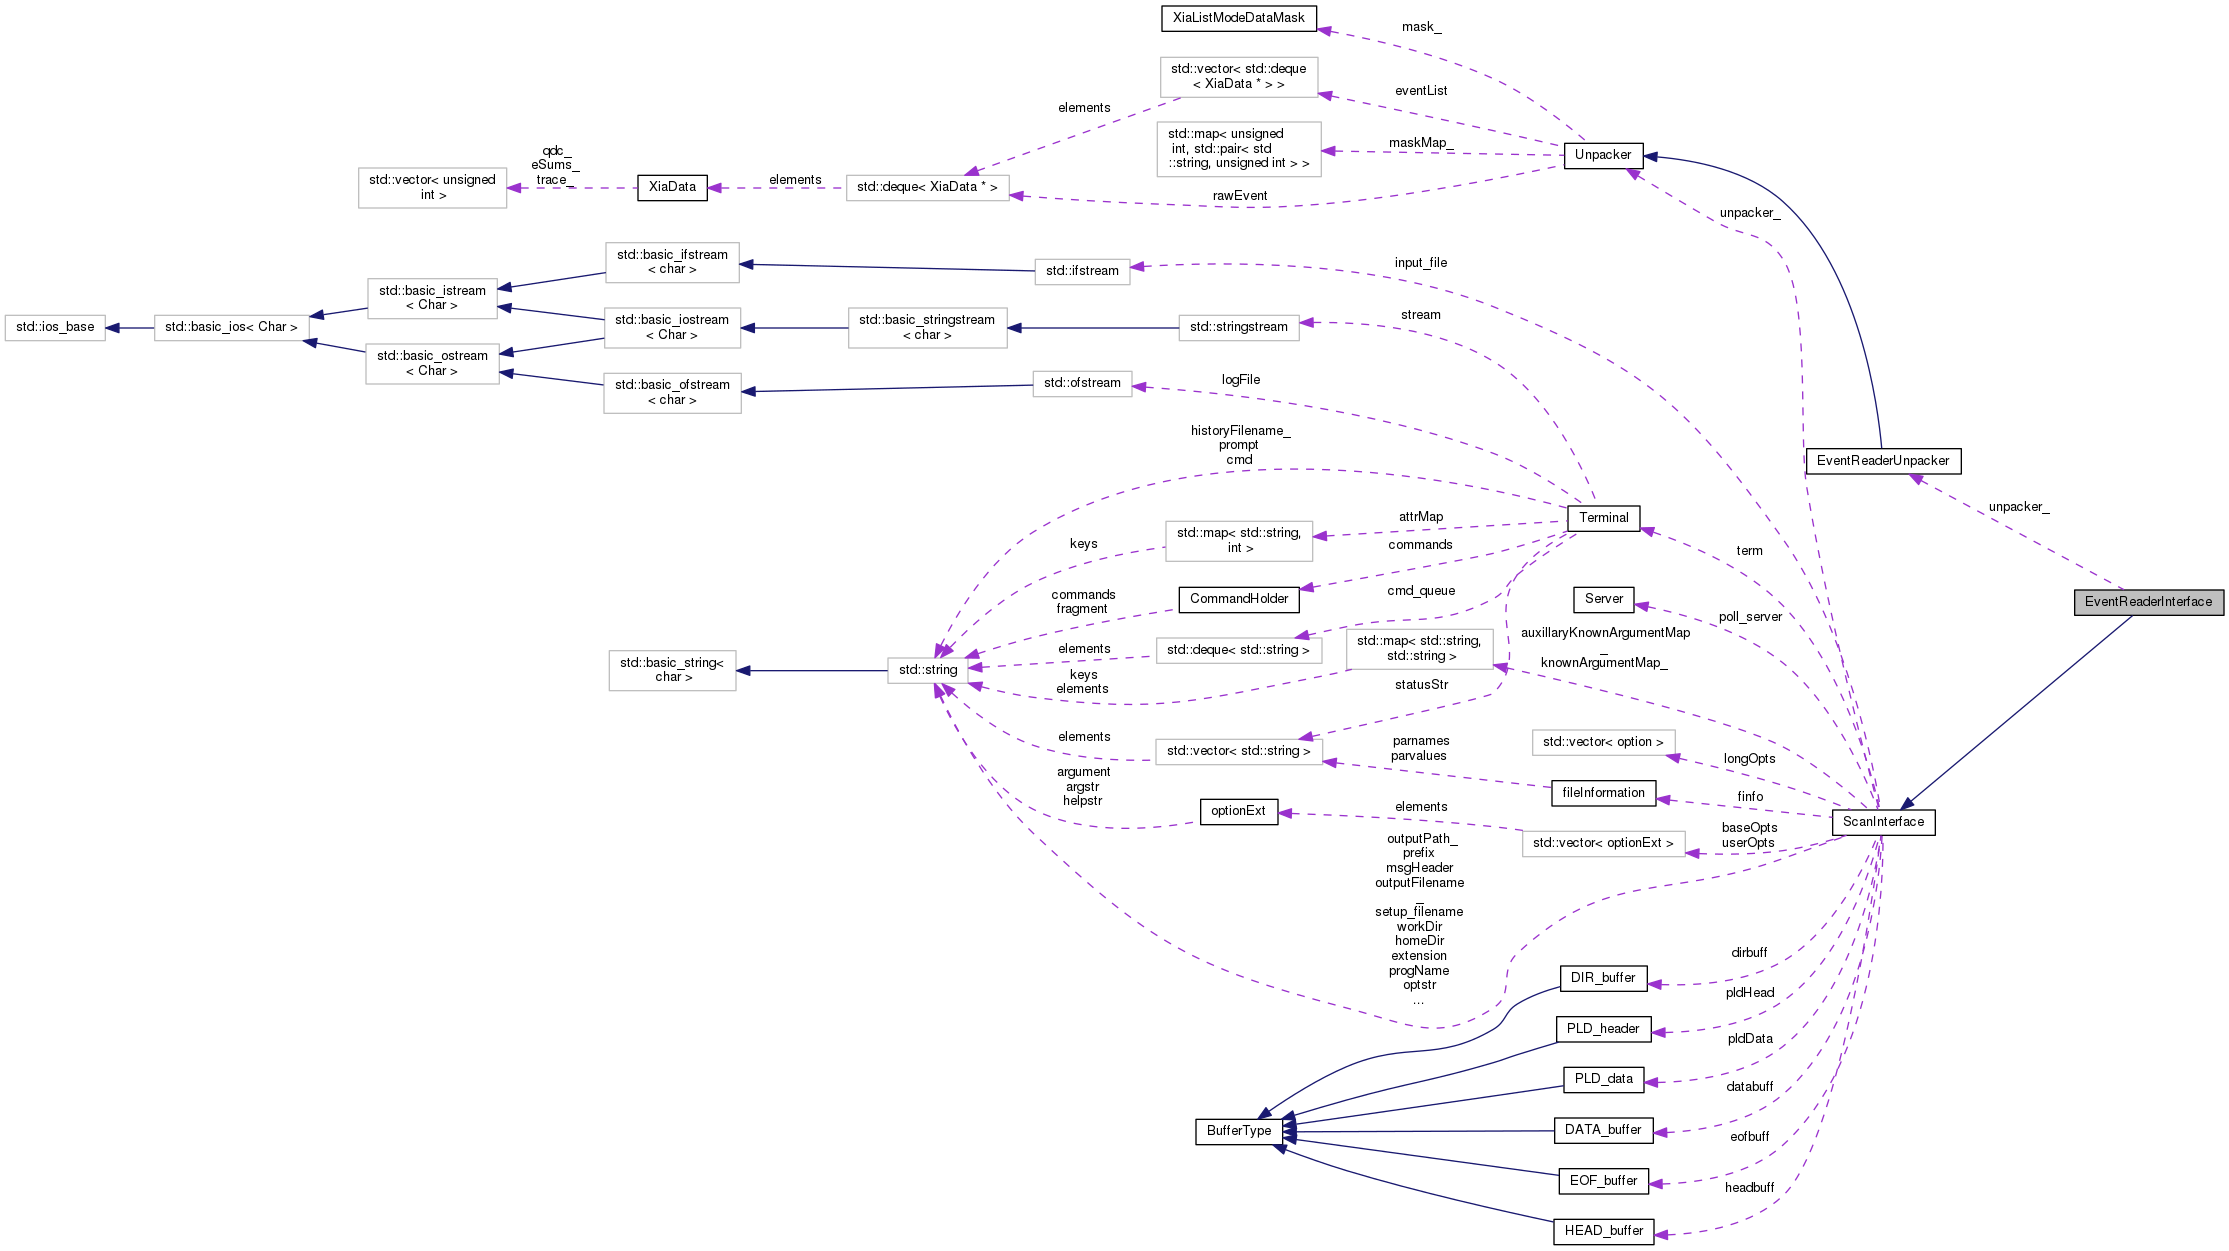 XiaListModeDataMask
mask_
std::vector< std::deque
< XiaData * > >
eventList
elements
std::map< unsigned
int, std::pair< std
::string, unsigned int > >
maskMap_
Unpacker
qdc_
eSums_
trace_
std::vector< unsigned
int >
XiaData
elements
std::deque< XiaData * >
rawEvent
unpacker_
std::basic_ifstream
< char >
std::ifstream
input_file
std::basic_istream
< Char >
std::ios_base
std::basic_ios< Char >
std::basic_iostream
< Char >
std::basic_stringstream
< char >
std::stringstream
stream
std::basic_ostream
< Char >
std::basic_ofstream
< char >
std::ofstream
logFile
historyFilename_
prompt
cmd
EventReaderUnpacker
unpacker_
Terminal
attrMap
std::map< std::string,
int >
keys
commands
term
CommandHolder
commands
fragment
cmd_queue
Server
poll_server
EventReaderInterface
std::deque< std::string >
elements
std::map< std::string,
std::string >
auxillaryKnownArgumentMap
_
knownArgumentMap_
std::basic_string<
char >
std::string
keys
elements
statusStr
std::vector< std::string >
elements
parnames
parvalues
std::vector< option >
longOpts
fileInformation
finfo
argument
argstr
helpstr
optionExt
elements
std::vector< optionExt >
baseOpts
userOpts
ScanInterface
outputPath_
prefix
msgHeader
outputFilename
_
setup_filename
workDir
homeDir
extension
progName
optstr
...
dirbuff
DIR_buffer
pldHead
PLD_header
pldData
PLD_data
databuff
DATA_buffer
BufferType
eofbuff
EOF_buffer
headbuff
HEAD_buffer